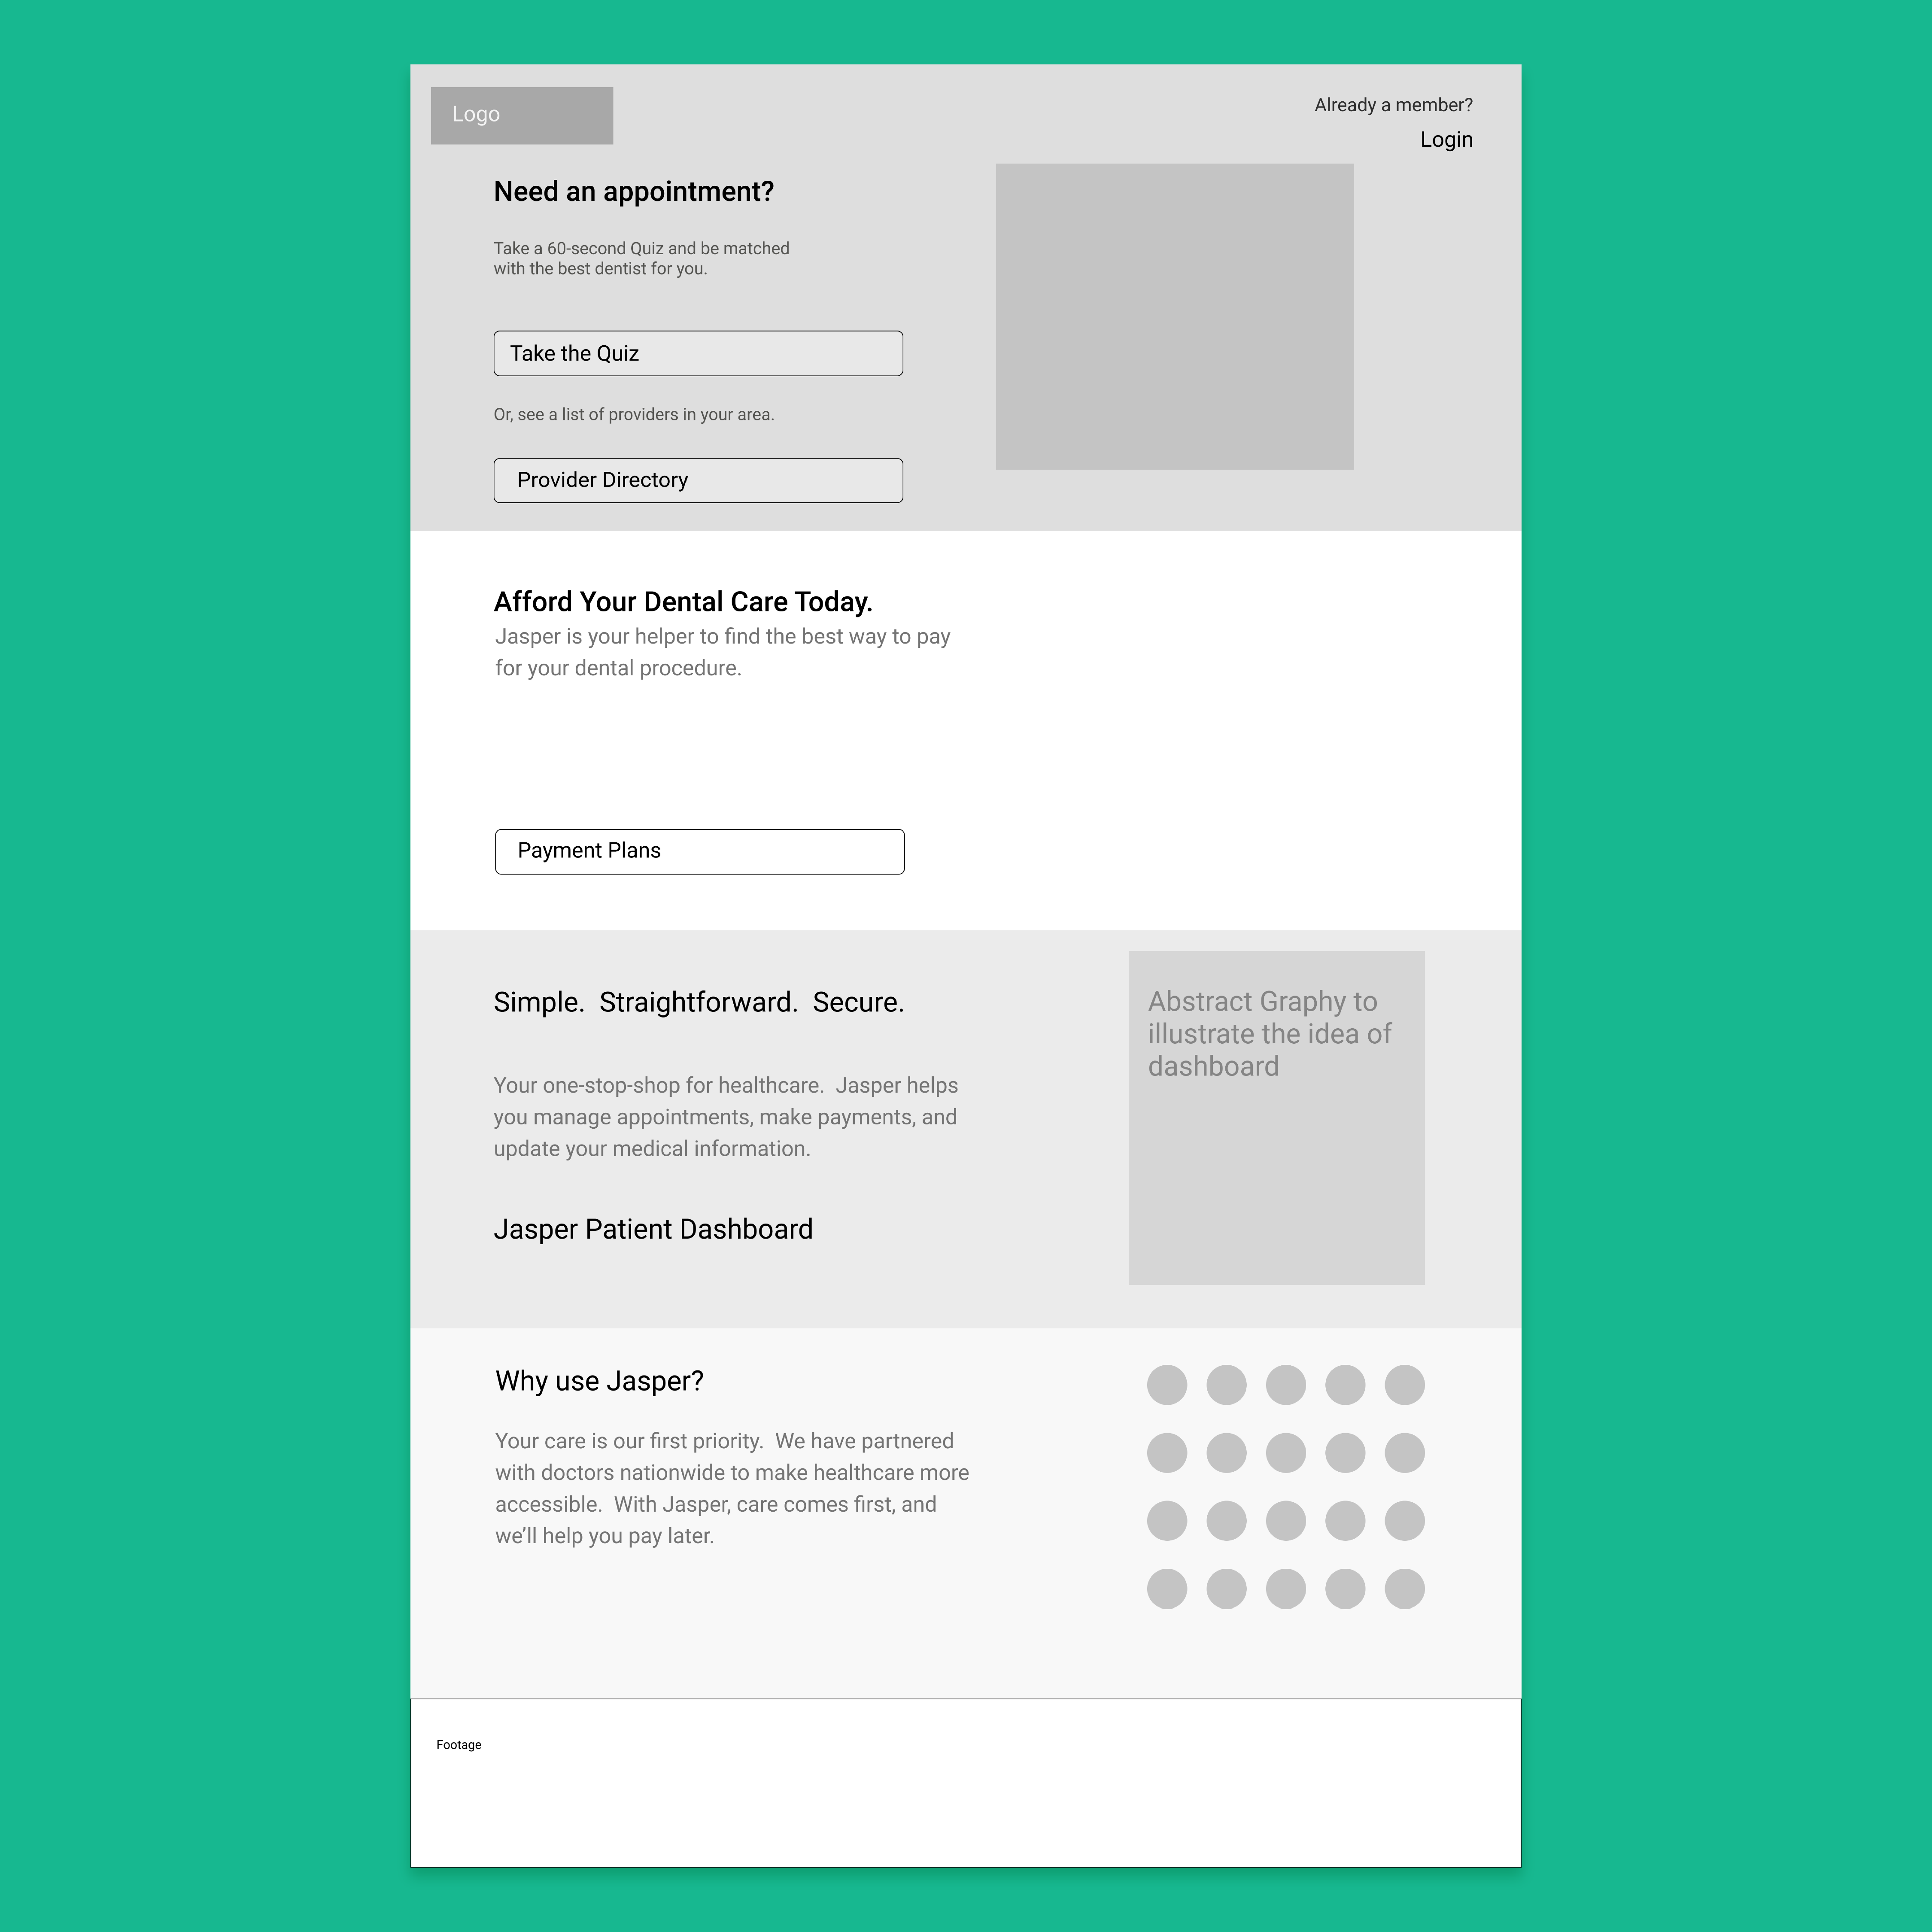 Logo
Already a member?
Login
Need an appointment?
Take a 60-second Quiz and be matched
with the best dentist for you.
Take the Quiz
Or, see a list of providers in your area.
Provider Directory
Afford Your Dental Care Today.
Jasper is your helper to find the best way to pay
for your dental procedure.
Payment Plans
Simple.  Straightforward.  Secure.
Your one-stop-shop for healthcare.  Jasper helps
you manage appointments, make payments, and
update your medical information.
Jasper Patient Dashboard
Abstract Graphy to
illustrate the idea of
dashboard
Why use Jasper?
Your care is our first priority.  We have partnered
with doctors nationwide to make healthcare more
accessible.  With Jasper, care comes first, and
we’ll help you pay later.
Footage